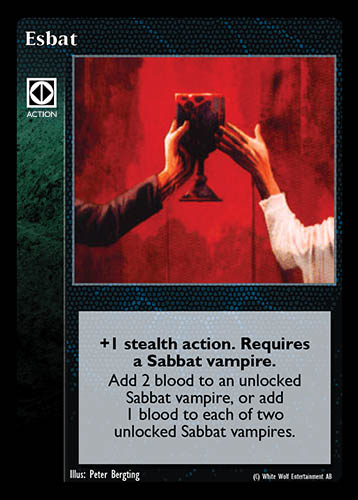 Esbat
ACTION
+1 stealth action. Requires
a Sabbat vampire.
Add 2 blood to an unlocked
Sabbat vampire, or add
1 blood to each of two
unlocked Sabbat vampires.
Illus: Peter Bergting
(C) White Wolf Entertainment AB